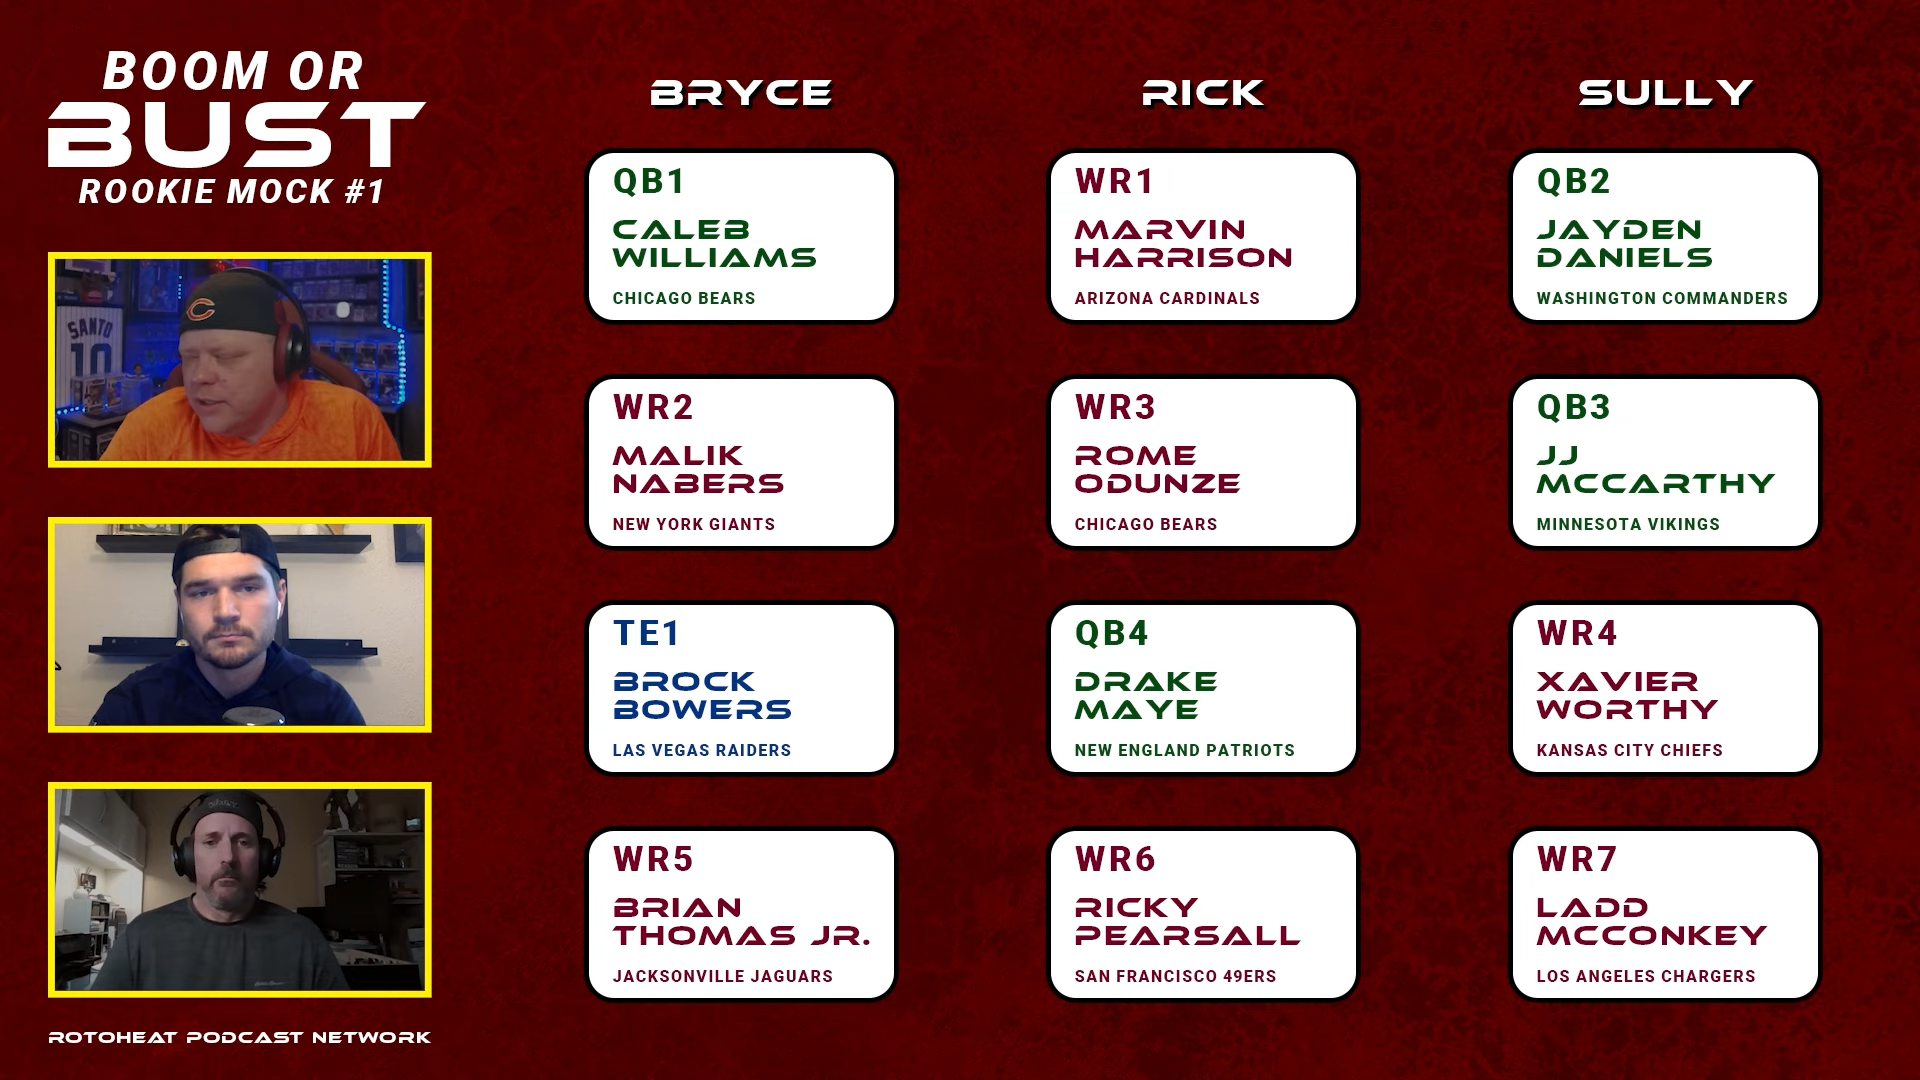 BOOM OR
BUST
ROOKIE MOCK #1
SANTO
10
ROTOHEAT PODCAST NETWORK
BRYCE
RICK
SULLY
QB1
CALEB
WILLIAMS
CHICAGO BEARS
WR1
MARVIN
HARRISON
ARIZONA CARDINALS
QB2
JAYDEN
DANIELS
WASHINGTON COMMANDERS
WR2
MALIK
NABERS
NEW YORK GIANTS
WR3
ROME
ODUNZE
CHICAGO BEARS
QB3
JJ
MCCARTHY
MINNESOTA VIKINGS
TE1
BROCK
BOWERS
LAS VEGAS RAIDERS
QB4
DRAKE
MAYE
NEW ENGLAND PATRIOTS
WR4
XAVIER
WORTHY
KANSAS CITY CHIEFS
WR5
BRIAN
THOMAS JR.
JACKSONVILLE JAGUARS
WR6
RICKY
PEARSALL
SAN FRANCISCO 49ERS
WR7
LADD
MCCONKEY
LOS ANGELES CHARGERS